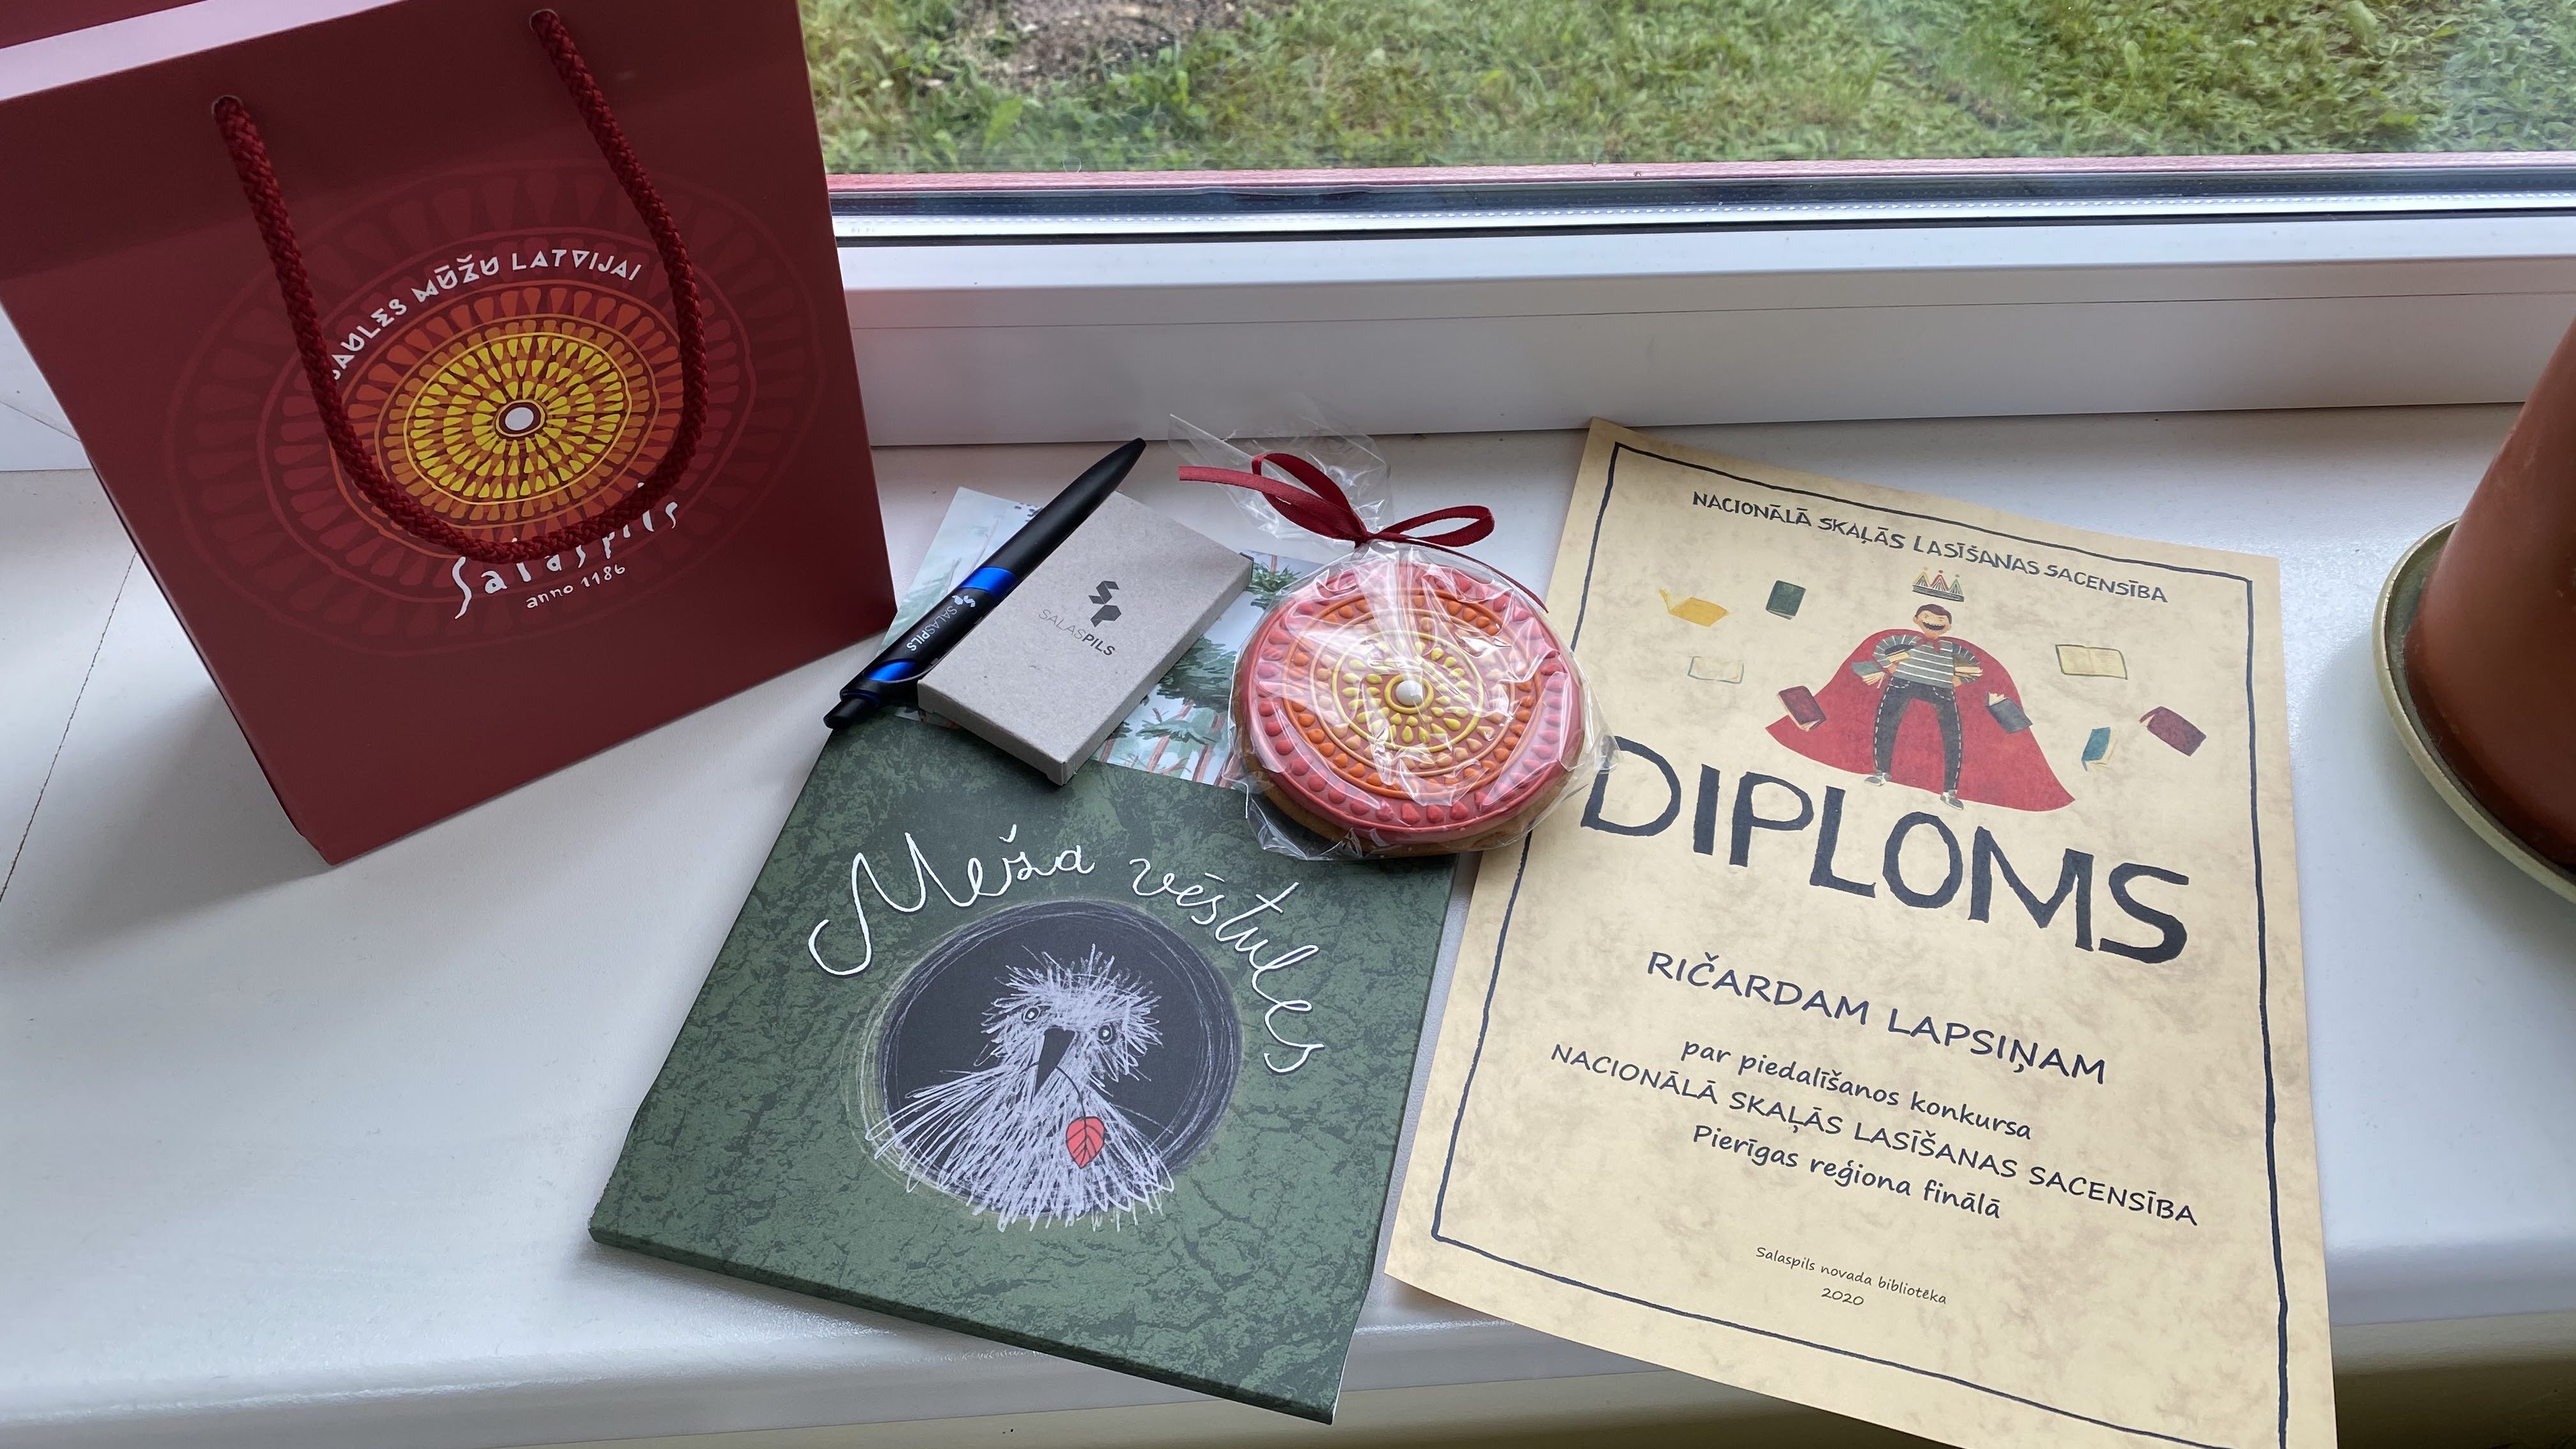 SAULES MŪŽU LATVIJAI
Salaspils
anno 1186
SALASPILS
SALASPILS
Meža vēstules
NACIONĀLĀ SKAĻĀS LASĪŠANAS SACENSĪBA
DIPLOMS
RIČARDAM LAPSIŅAM
par piedalīšanos konkursa
NACIONĀLĀ SKAĻĀS LASĪŠANAS SACENSĪBA
Pierīgas reģiona finālā
Salaspils novada bibliotēka
2020